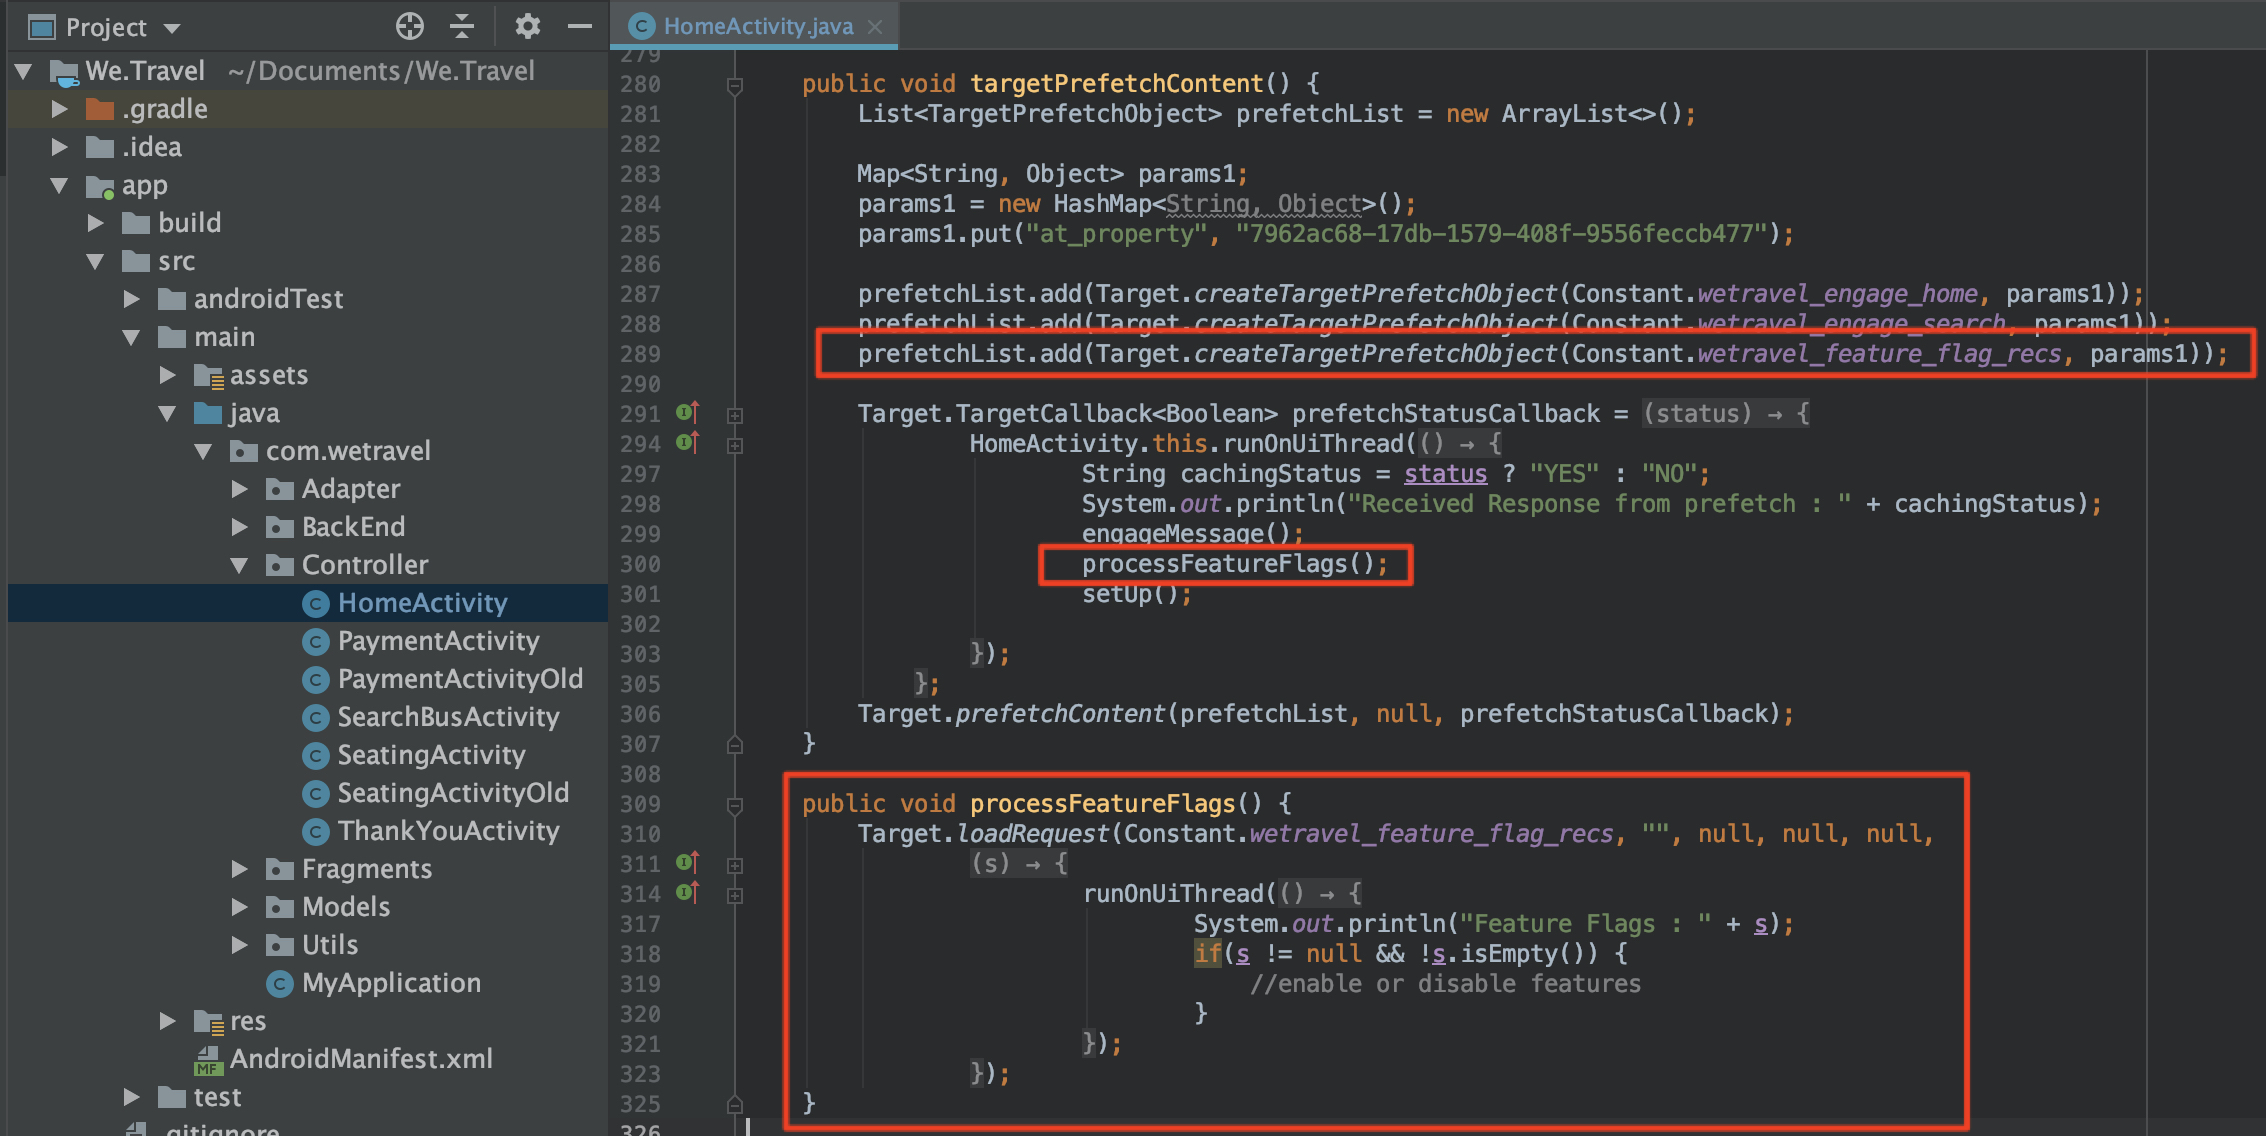 Project
We.Travel ~/Documents/We.Travel
.gradle
.idea
app
build
src
androidTest
main
assets
java
com.wetravel
Adapter
BackEnd
Controller
HomeActivity
PaymentActivity
PaymentActivityOld
SearchBusActivity
SeatingActivity
SeatingActivityOld
ThankYouActivity
Fragments
Models
Utils
MyApplication
res
AndroidManifest.xml
test
.gitignore
HomeActivity.java
279
280 public void targetPrefetchContent() {
281 List<TargetPrefetchObject> prefetchList = new ArrayList<>();
282
283 Map<String, Object> params1;
284 params1 = new HashMap<String, Object>();
285 params1.put("at_property", "7962ac68-17db-1579-408f-9556feccb477");
286
287 prefetchList.add(Target.createTargetPrefetchObject(Constant.wetravel_engage_home, params1));
288 prefetchList.add(Target.createTargetPrefetchObject(Constant.wetravel_engage_search, params1));
289 prefetchList.add(Target.createTargetPrefetchObject(Constant.wetravel_feature_flag_recs, params1));
290
291 Target.TargetCallback<Boolean> prefetchStatusCallback = (status) → {
294 HomeActivity.this.runOnUiThread(() → {
297 String cachingStatus = status ? "YES" : "NO";
298 System.out.println("Received Response from prefetch : " + cachingStatus);
299 engageMessage();
300 processFeatureFlags();
301 setUp();
302
303 });
305 };
306 Target.prefetchContent(prefetchList, null, prefetchStatusCallback);
307 }
308
309 public void processFeatureFlags() {
310 Target.loadRequest(Constant.wetravel_feature_flag_recs, "", null, null, null,
311 (s) → {
314 runOnUiThread(() → {
317 System.out.println("Feature Flags : " + s);
318 if(s != null && !s.isEmpty()) {
319 //enable or disable features
320 }
321 });
323 });
325 }
326